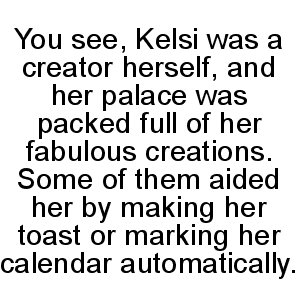 You see, Kelsi was a
creator herself, and
her palace was
packed full of her
fabulous creations.
Some of them aided
her by making her
toast or marking her
calendar automatically.